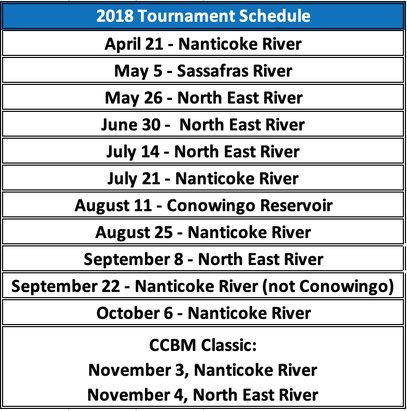 2018 Tournament Schedule
April 21 - Nanticoke River
May 5 - Sassafras River
May 26 - North East River
June 30 -  North East River
July 14 - North East River
July 21 - Nanticoke River
August 11 - Conowingo Reservoir
August 25 - Nanticoke River
September 8 - North East River
September 22 - Nanticoke River (not Conowingo)
October 6 - Nanticoke River
CCBM Classic:
November 3, Nanticoke River
November 4, North East River